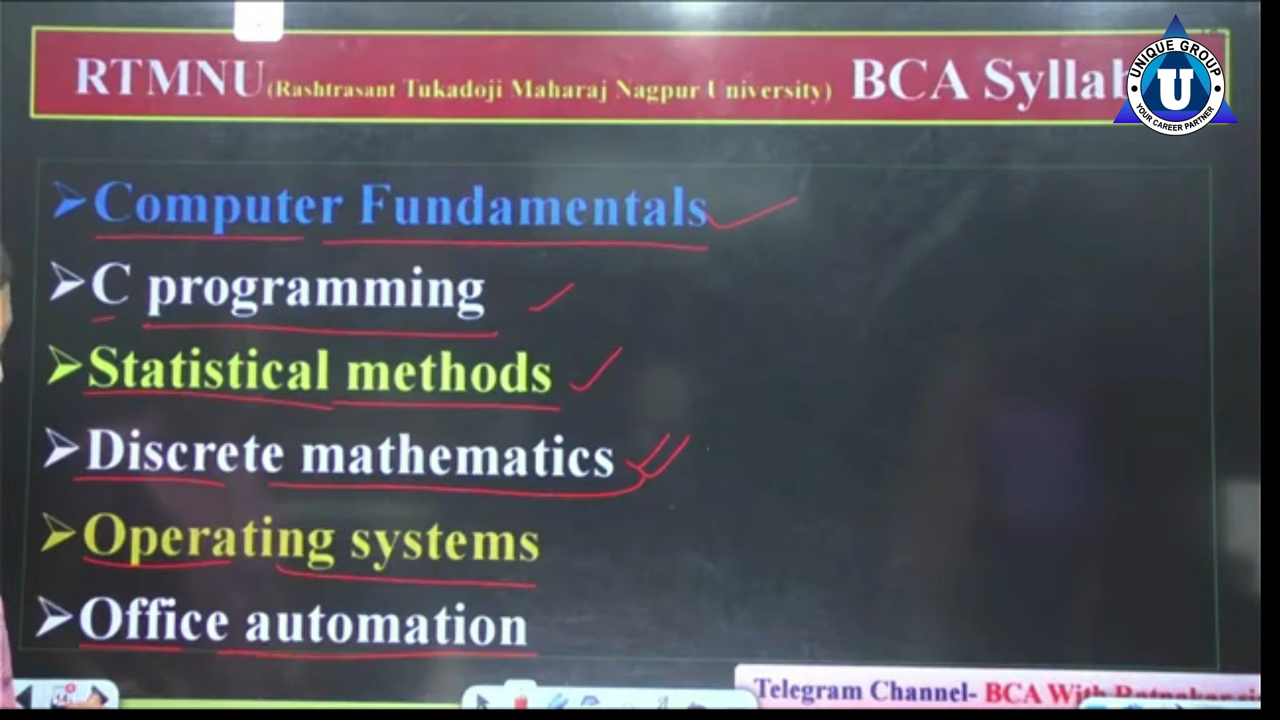 RTMNU (Rashtrasant Tukadoji Maharaj Nagpur University) BCA
UNIQUE GROUP
U
YOUR CAREER PARTNER
➢Computer Fundamentals
➢C programming
➢Statistical methods
➢Discrete mathematics
➢Operating systems
➢Office automation
Telegram Channel- BCA With